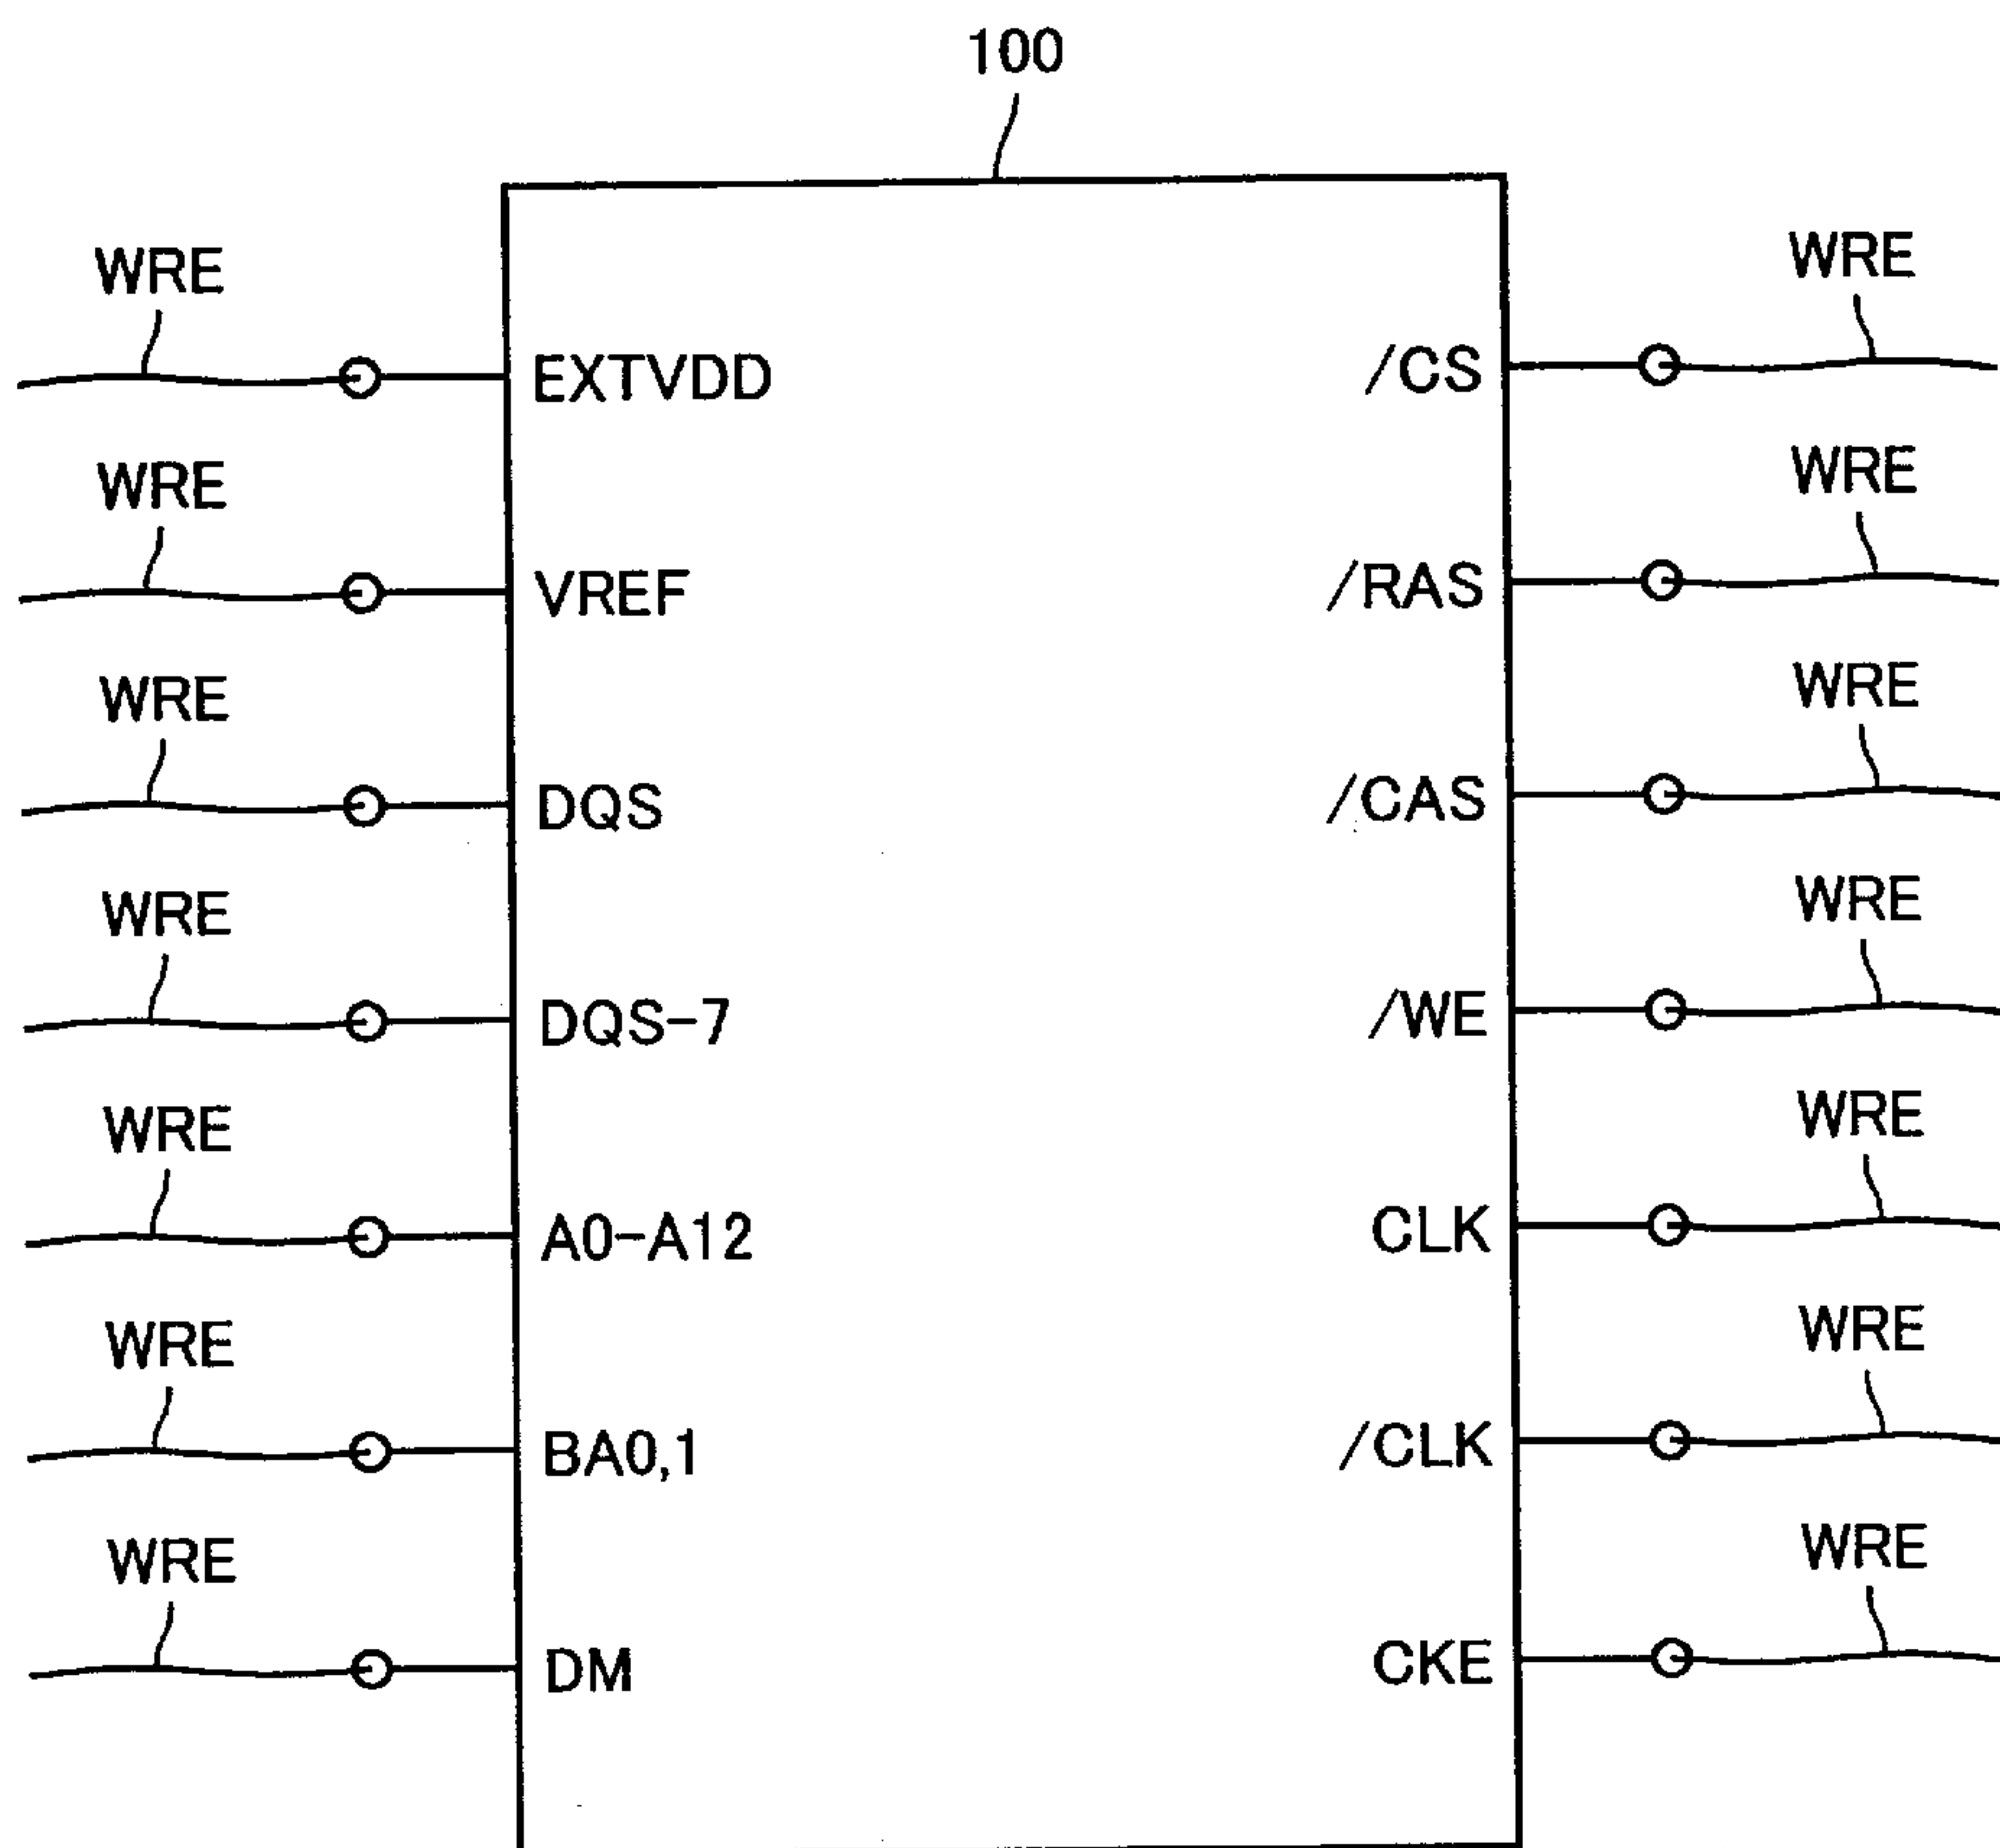 100
WRE
WRE
EXTVDD
/CS
WRE
WRE
VREF
/RAS
WRE
WRE
DQS
/CAS
WRE
WRE
DQS-7
/WE
WRE
WRE
A0-A12
CLK
WRE
WRE
BA0,1
/CLK
WRE
WRE
DM
CKE